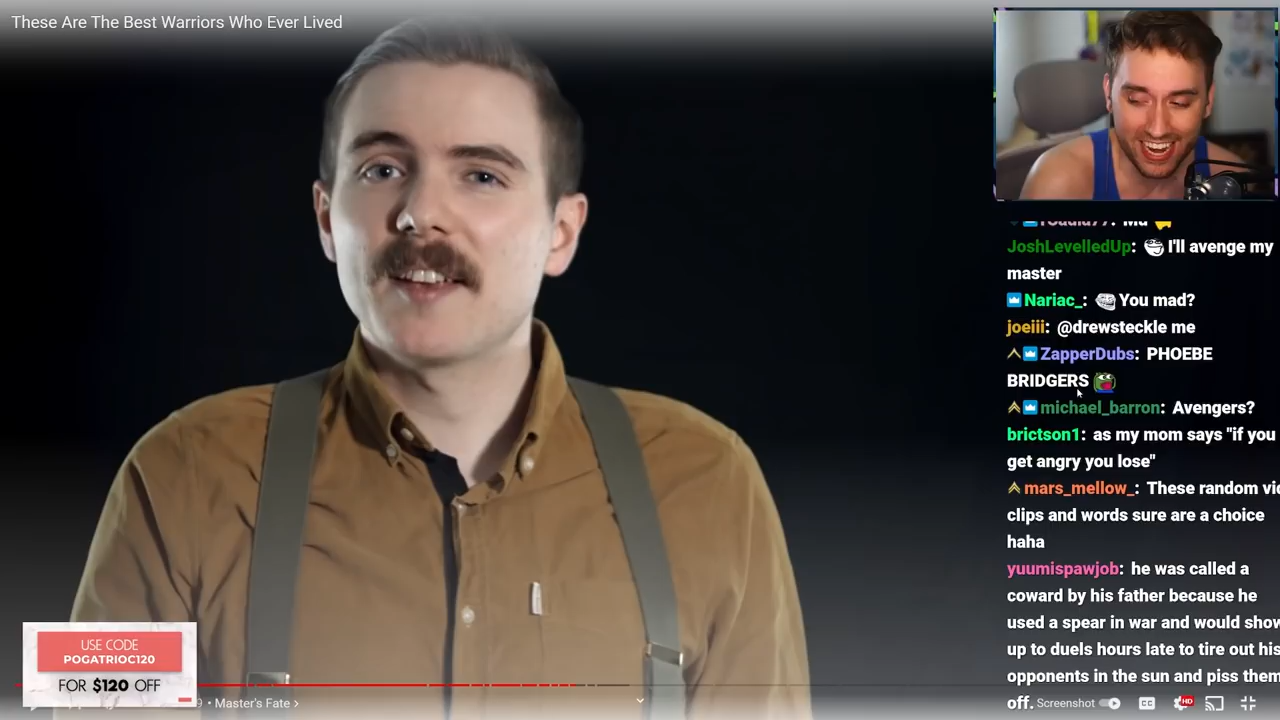 These Are The Best Warriors Who Ever Lived
JoshLevelledUp: I'll avenge my
master
Nariac_: You mad?
joeiii: @drewsteckle me
ZapperDubs: PHOEBE
BRIDGERS
michael_barron: Avengers?
brictson1: as my mom says "if you
get angry you lose"
mars_mellow_: These random vi
clips and words sure are a choice
haha
yuumispawjob: he was called a
coward by his father because he
used a spear in war and would show
up to duels hours late to tire out his
opponents in the sun and piss them
off.
USE CODE
POGATRIOC120
FOR $120 OFF
9 • Master's Fate >
Screenshot
CC
HD